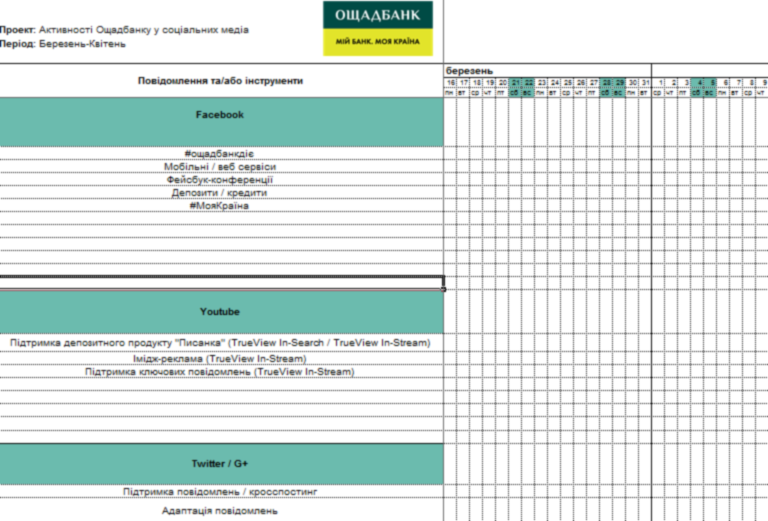 Проект: Активності Ощадбанку у соціальних медіа
Період: Березень-Квітень
ОЩАДБАНК
МІЙ БАНК. МОЯ КРАЇНА
Повідомлення та/або інструменти
березень
16 17 18 19 20 21 22 23 24 25 26 27 28 29 30 31 1 2 3 4 5 6 7 8 9
пн вт ср чт пт сб вс пн вт ср чт пт сб вс пн вт ср чт пт сб вс пн вт ср чт
Facebook
#ощадбанкдіє
Мобільні / веб сервіси
Фейсбук-конференції
Депозити / кредити
#МояКраїна
Youtube
Підтримка депозитного продукту "Писанка" (TrueView In-Search / TrueView In-Stream)
Імідж-реклама (TrueView In-Stream)
Підтримка ключових повідомлень (TrueView In-Stream)
Twitter / G+
Підтримка повідомлень / кросспостинг
Адаптація повідомлень